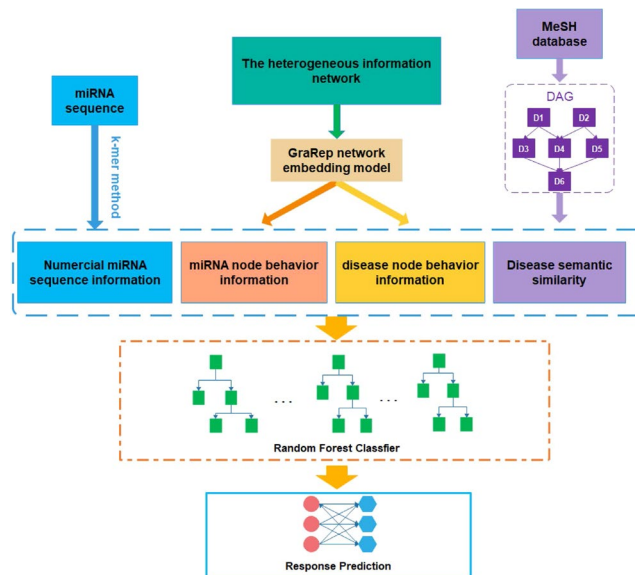 miRNA
sequence
The heterogeneous information
network
MeSH
database
k-mer method
GraRep network
embedding model
DAG
D1
D2
D3
D4
D5
D6
Numercial miRNA
sequence information
miRNA node behavior
information
disease node behavior
information
Disease semantic
similarity
... ...
Random Forest Classfier
Response Prediction